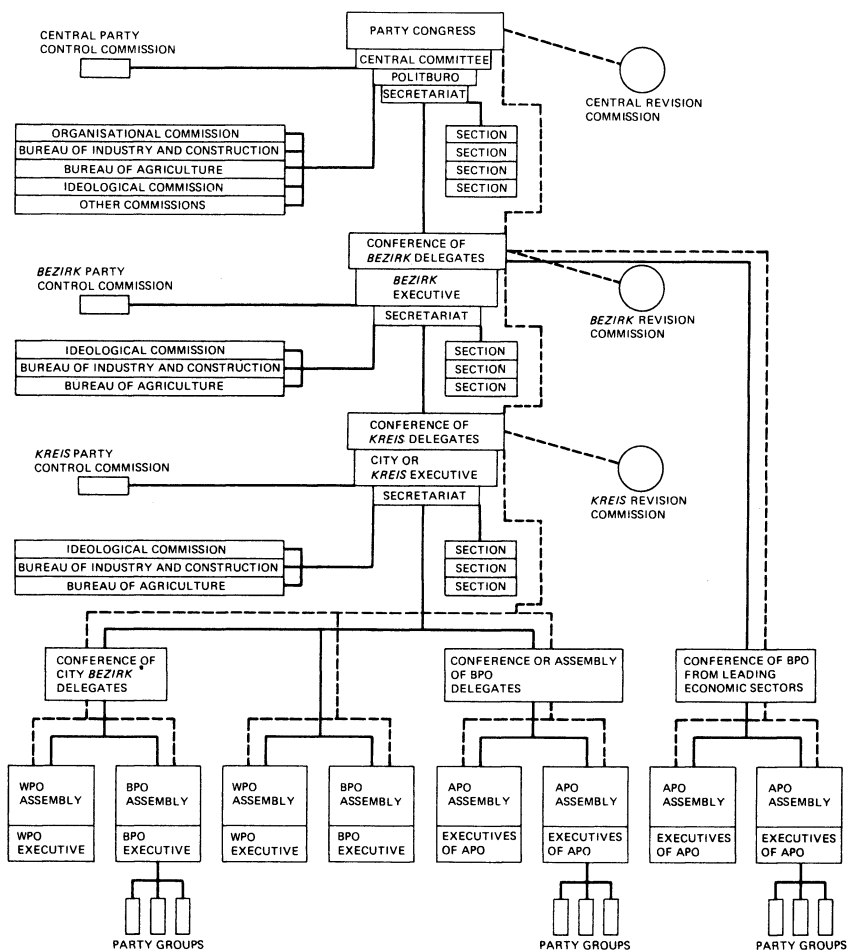 PARTY CONGRESS
CENTRAL PARTY
CONTROL COMMISSION
CENTRAL COMMITTEE
POLITBURO
SECRETARIAT
CENTRAL REVISION
COMMISSION
ORGANISATIONAL COMMISSION
BUREAU OF INDUSTRY AND CONSTRUCTION
BUREAU OF AGRICULTURE
IDEOLOGICAL COMMISSION
OTHER COMMISSIONS
SECTION
SECTION
SECTION
SECTION
CONFERENCE OF
BEZIRK DELEGATES
BEZIRK PARTY
CONTROL COMMISSION
BEZIRK
EXECUTIVE
SECRETARIAT
BEZIRK REVISION
COMMISSION
IDEOLOGICAL COMMISSION
BUREAU OF INDUSTRY AND CONSTRUCTION
BUREAU OF AGRICULTURE
SECTION
SECTION
SECTION
CONFERENCE OF
KREIS DELEGATES
KREIS PARTY
CONTROL COMMISSION
CITY OR
KREIS EXECUTIVE
SECRETARIAT
KREIS REVISION
COMMISSION
IDEOLOGICAL COMMISSION
BUREAU OF INDUSTRY AND CONSTRUCTION
BUREAU OF AGRICULTURE
SECTION
SECTION
SECTION
CONFERENCE OF
CITY BEZIRK*
DELEGATES
CONFERENCE OR ASSEMBLY
OF BPO
DELEGATES
CONFERENCE OF BPO
FROM LEADING
ECONOMIC SECTORS
WPO
ASSEMBLY
WPO
EXECUTIVE
BPO
ASSEMBLY
BPO
EXECUTIVE
WPO
ASSEMBLY
WPO
EXECUTIVE
BPO
ASSEMBLY
BPO
EXECUTIVE
APO
ASSEMBLY
EXECUTIVES
OF APO
APO
ASSEMBLY
EXECUTIVES
OF APO
APO
ASSEMBLY
EXECUTIVES
OF APO
APO
ASSEMBLY
EXECUTIVES
OF APO
PARTY GROUPS
PARTY GROUPS
PARTY GROUPS